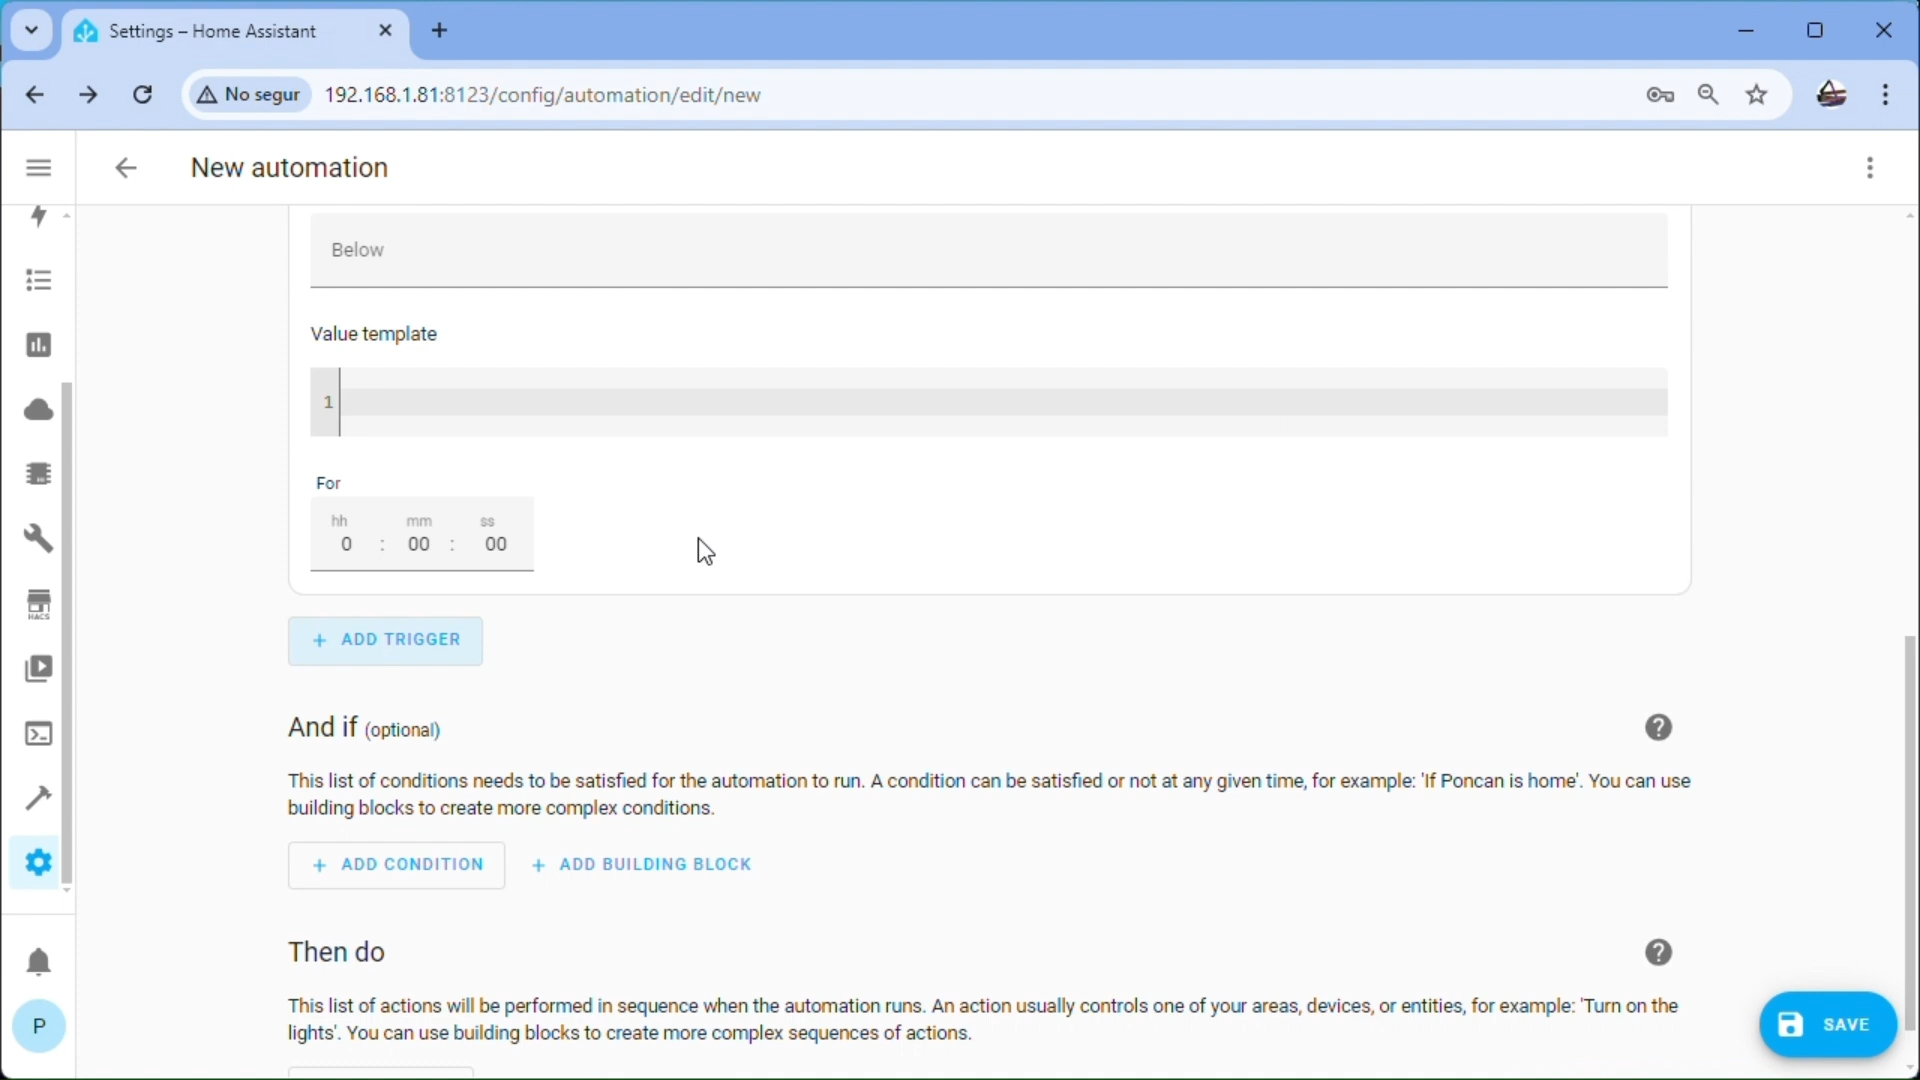 Settings – Home Assistant
No segur
192.168.1.81:8123/config/automation/edit/new
New automation
Below
Value template
1
For
hh mm ss
0 : 00 : 00
HACS
+ ADD TRIGGER
And if (optional)
This list of conditions needs to be satisfied for the automation to run. A condition can be satisfied or not at any given time, for example: 'If Poncan is home'. You can use
building blocks to create more complex conditions.
+ ADD CONDITION + ADD BUILDING BLOCK
Then do
This list of actions will be performed in sequence when the automation runs. An action usually controls one of your areas, devices, or entities, for example: 'Turn on the
lights'. You can use building blocks to create more complex sequences of actions.
P
SAVE